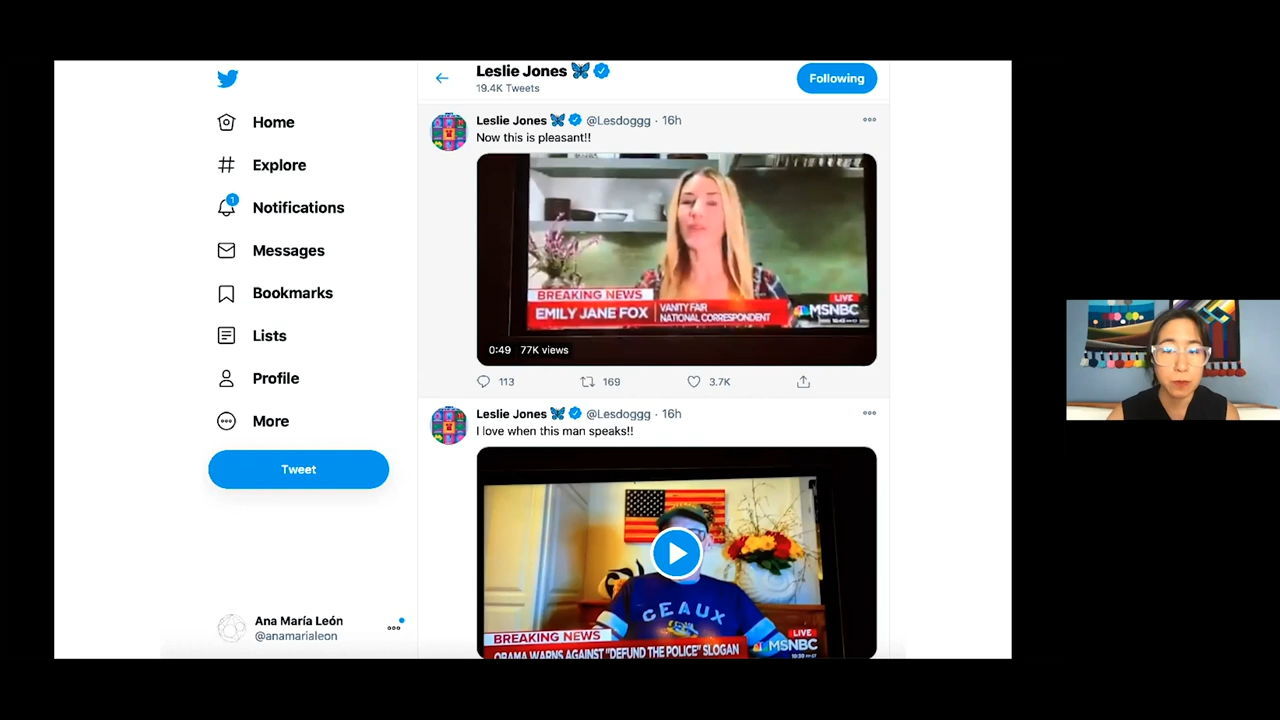 Leslie Jones
19.4K Tweets
Following
Home
Explore
Notifications
1
Messages
Bookmarks
Lists
Profile
More
Tweet
Ana María León
@anamarialeon
Leslie Jones @Lesdoggg · 16h
Now this is pleasant!!
BREAKING NEWS
EMILY JANE FOX
VANITY FAIR
NATIONAL CORRESPONDENT
LIVE
MSNBC
0:49 77K views
113 169 3.7K
Leslie Jones @Lesdoggg · 16h
I love when this man speaks!!
GEAUX
BREAKING NEWS
OBAMA WARNS AGAINST "DEFUND THE POLICE" SLOGAN
LIVE
MSNBC